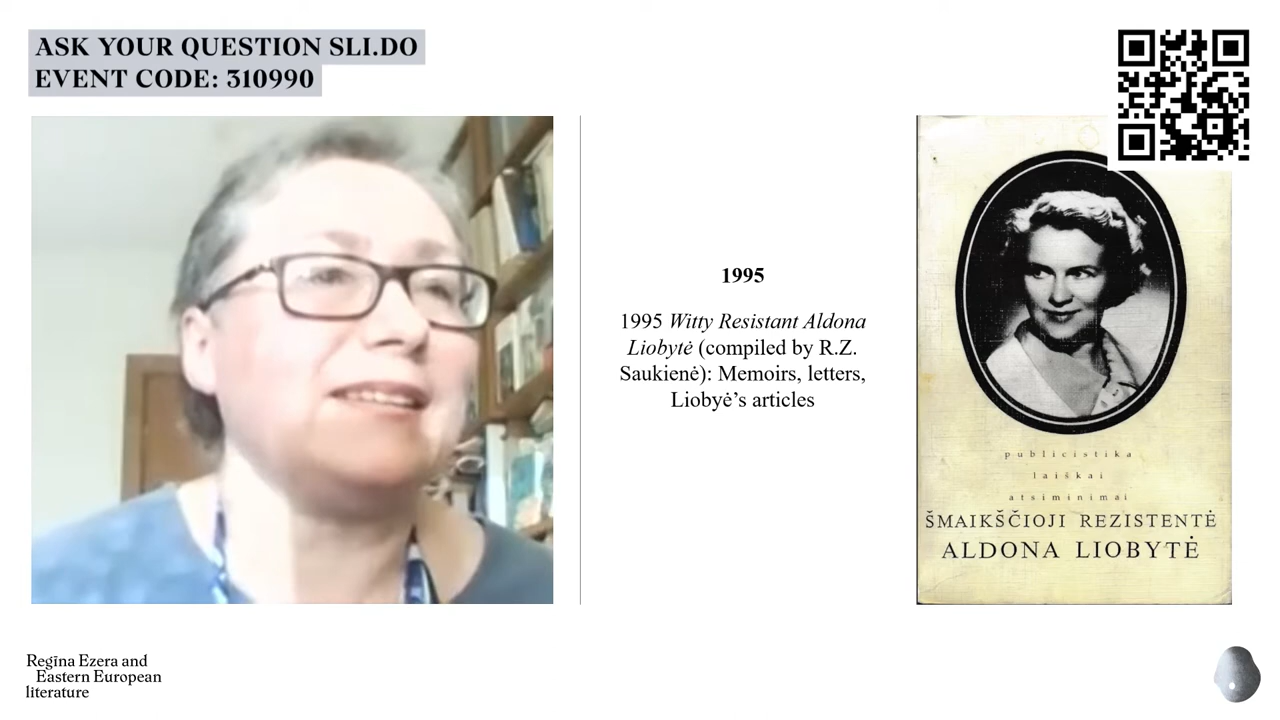 ASK YOUR QUESTION SLI.DO
EVENT CODE: 310990
1995
1995 Witty Resistant Aldona
Liobytė (compiled by R.Z.
Saukienė): Memoirs, letters,
Liobyė’s articles
publicistika
laiškai
atsiminimai
ŠMAIKŠČIOJI REZISTENTĖ
ALDONA LIOBYTĖ
Regīna Ezera and
Eastern European
literature